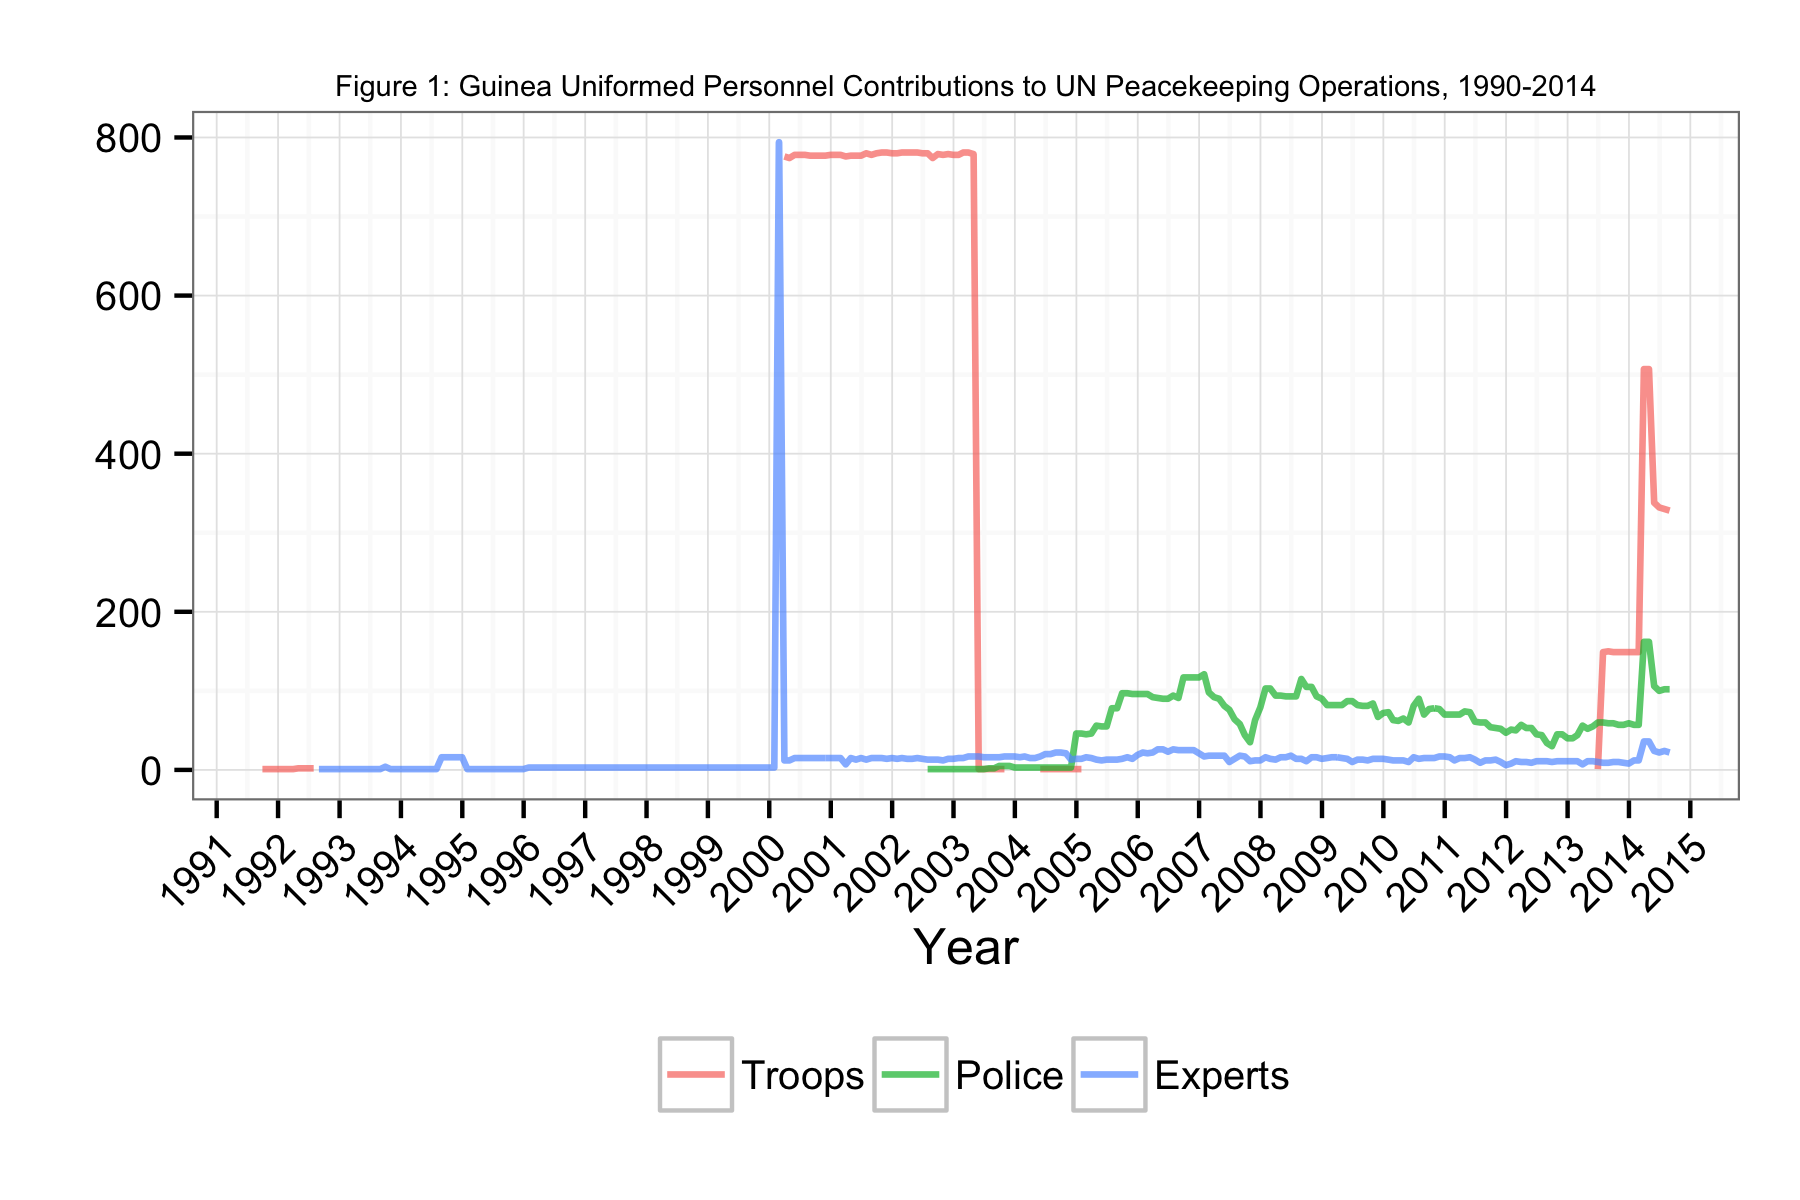 Figure 1: Guinea Uniformed Personnel Contributions to UN Peacekeeping Operations, 1990-2014
800
600
400
200
0
1991 1992 1993 1994 1995 1996 1997 1998 1999 2000 2001 2002 2003 2004 2005 2006 2007 2008 2009 2010 2011 2012 2013 2014 2015
Year
Troops Police Experts